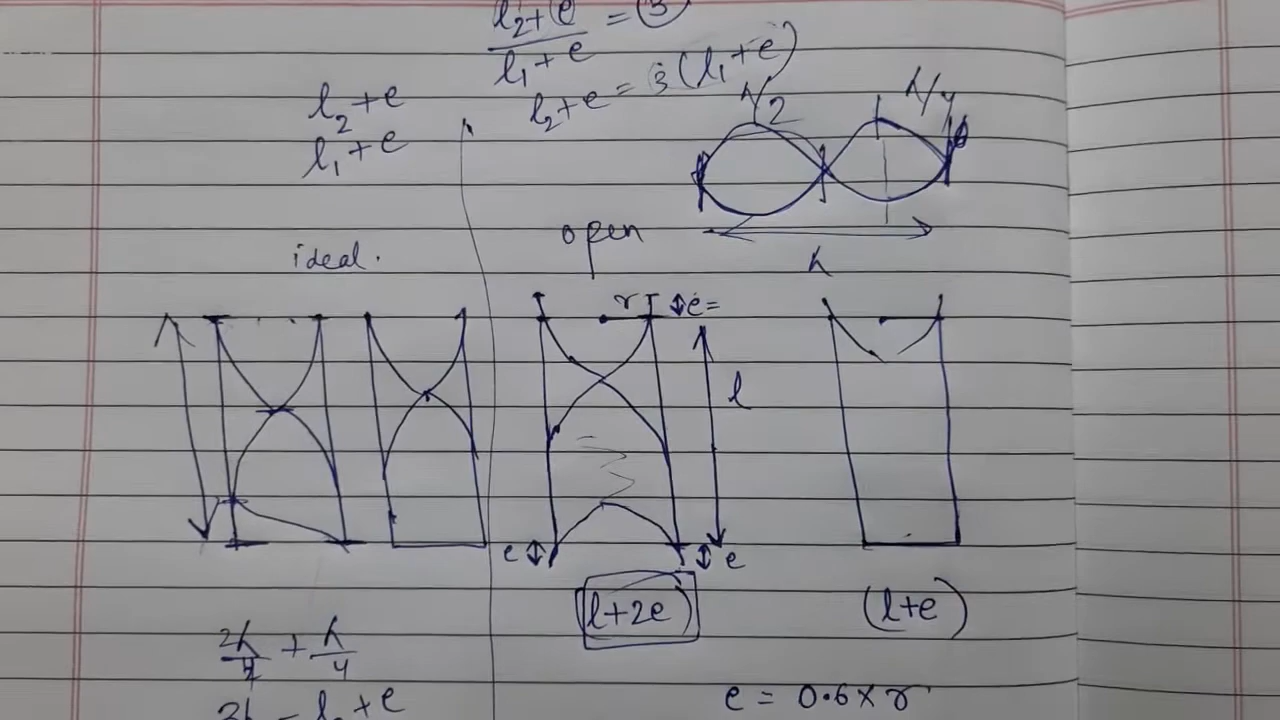 l₂+e / l₁+e = 3
l₂+e = 3(l₁+e)
l₂+e
l₁+e
λ/2
λ/4
λ
ideal.
open
r
e=
l
e
e
(l+2e)
(l+e)
2λ/4 + λ/4
e = 0.6×r